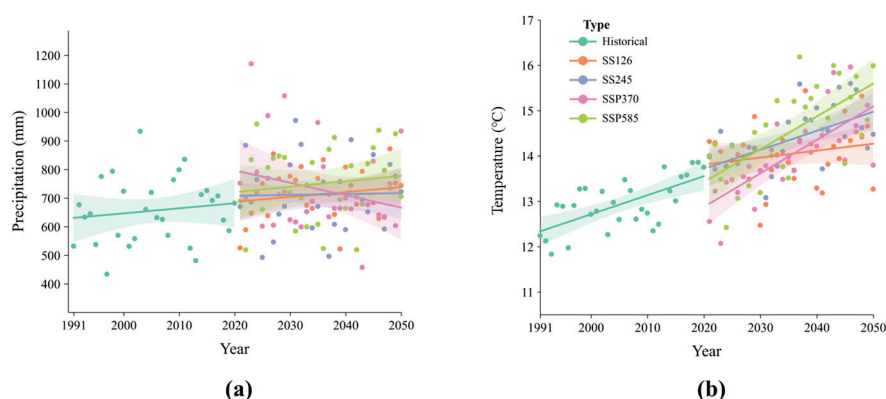 1200
1100
1000
900
800
700
600
500
400
Precipitation (mm)
1991 2000 2010 2020 2030 2040 2050
Year
(a)
17
16
15
14
13
12
11
Temperature (℃)
Type
Historical
SS126
SS245
SSP370
SSP585
1991 2000 2010 2020 2030 2040 2050
Year
(b)